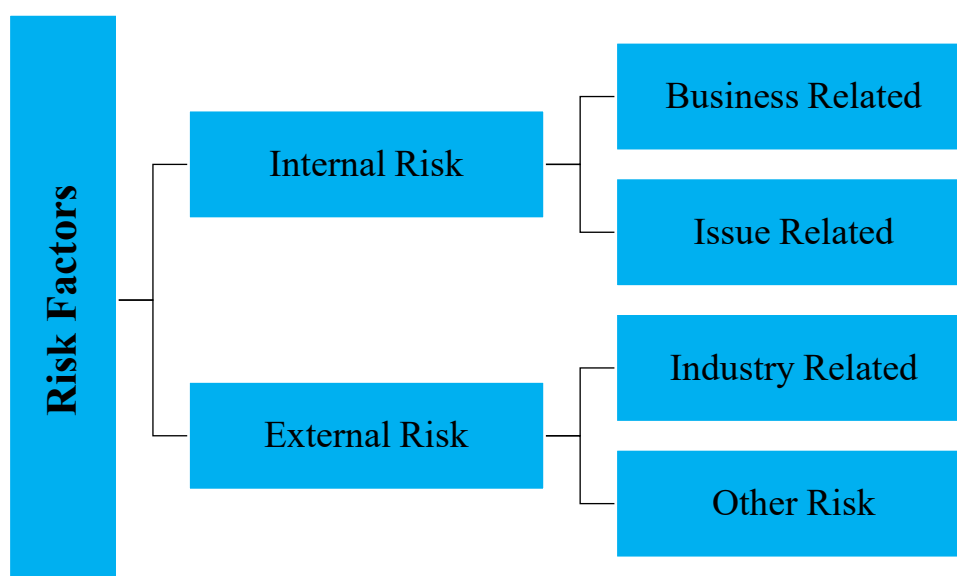 Risk Factors
Internal Risk
Business Related
Issue Related
External Risk
Industry Related
Other Risk